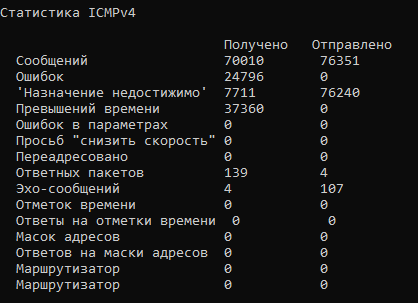 Статистика ICMPv4
Получено Отправлено
Сообщений 70010 76351
Ошибок 24796 0
'Назначение недостижимо' 7711 76240
Превышений времени 37360 0
Ошибок в параметрах 0 0
Просьб "снизить скорость" 0 0
Переадресовано 0 0
Ответных пакетов 139 4
Эхо-сообщений 4 107
Отметок времени 0 0
Ответы на отметки времени 0 0
Масок адресов 0 0
Ответов на маски адресов 0 0
Маршрутизатор 0 0
Маршрутизатор 0 0